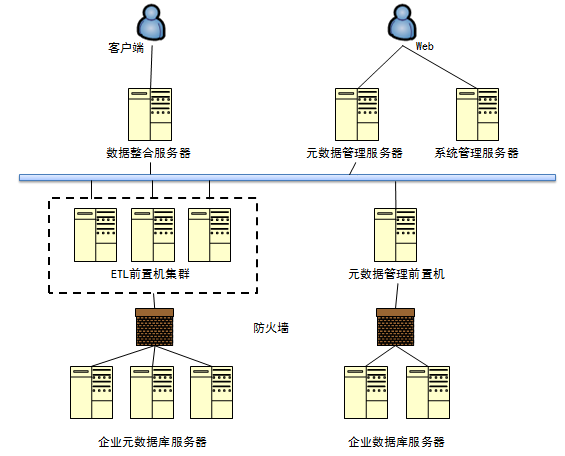 客户端
Web
数据整合服务器
元数据管理服务器
系统管理服务器
ETL前置机集群
元数据管理前置机
防火墙
企业元数据库服务器
企业数据库服务器